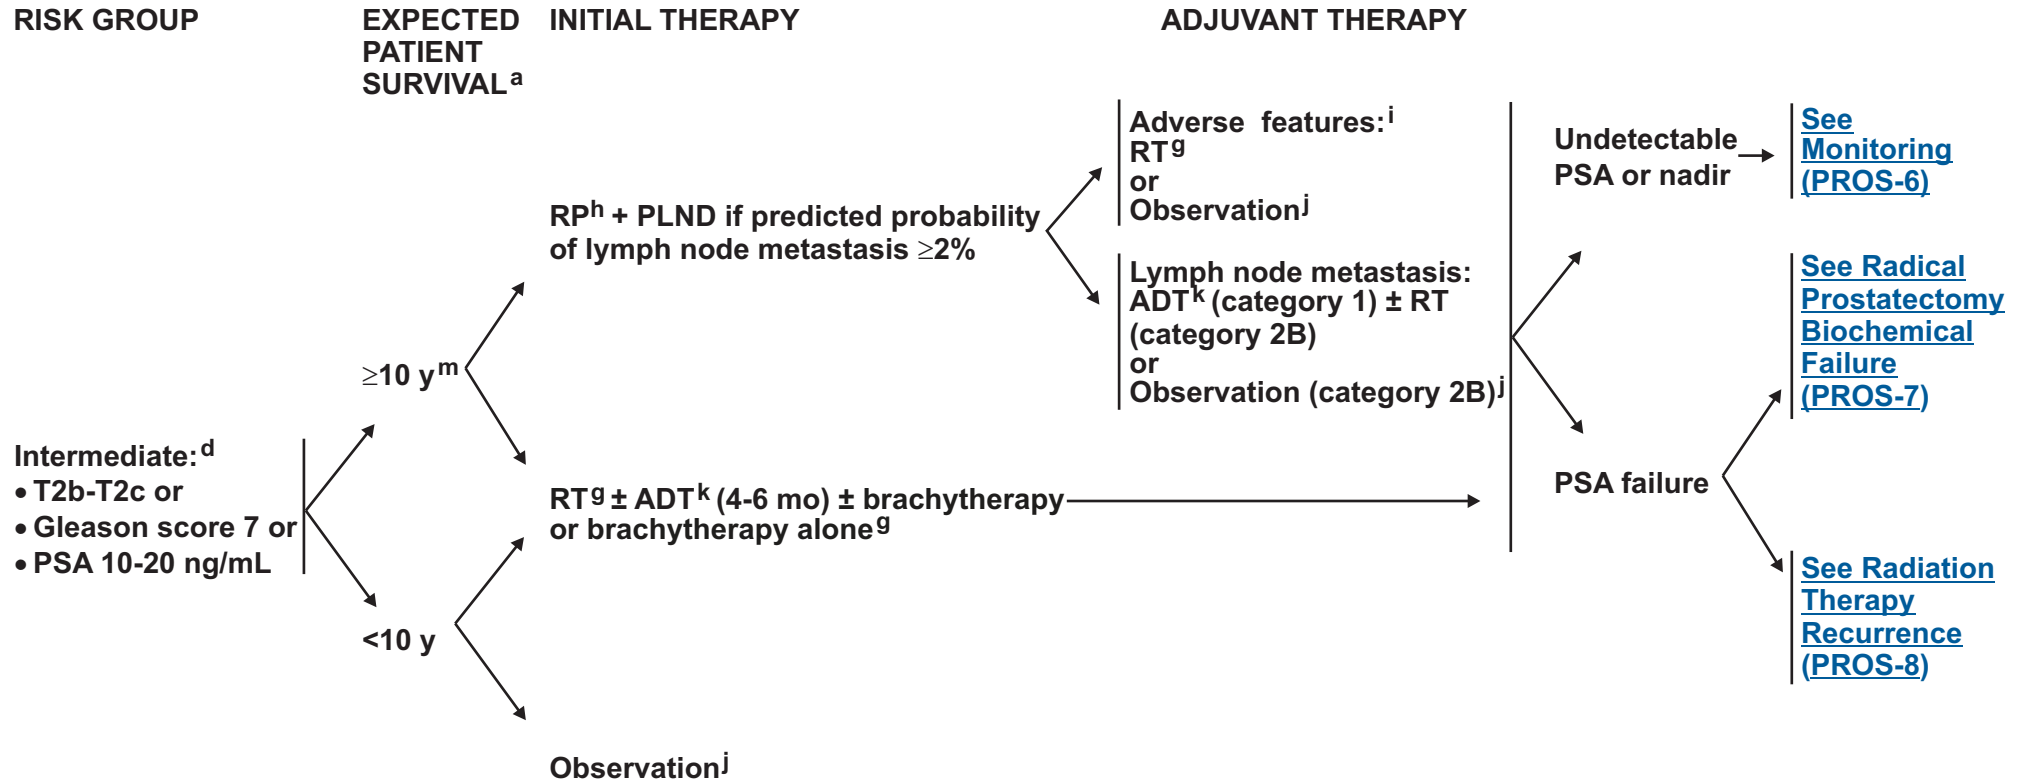 RISK GROUP
EXPECTED
PATIENT
SURVIVALᵃ
INITIAL THERAPY
ADJUVANT THERAPY
Intermediate:ᵈ
• T2b-T2c or
• Gleason score 7 or
• PSA 10-20 ng/mL
≥10 yᵐ
<10 y
RPʰ + PLND if predicted probability
of lymph node metastasis ≥2%
RTᵍ ± ADTᵏ (4-6 mo) ± brachytherapy
or brachytherapy aloneᵍ
Observationʲ
Adverse features:ⁱ
RTᵍ
or
Observationʲ
Lymph node metastasis:
ADTᵏ (category 1) ± RT
(category 2B)
or
Observation (category 2B)ʲ
Undetectable
PSA or nadir
PSA failure
See
Monitoring
(PROS-6)
See Radical
Prostatectomy
Biochemical
Failure
(PROS-7)
See Radiation
Therapy
Recurrence
(PROS-8)